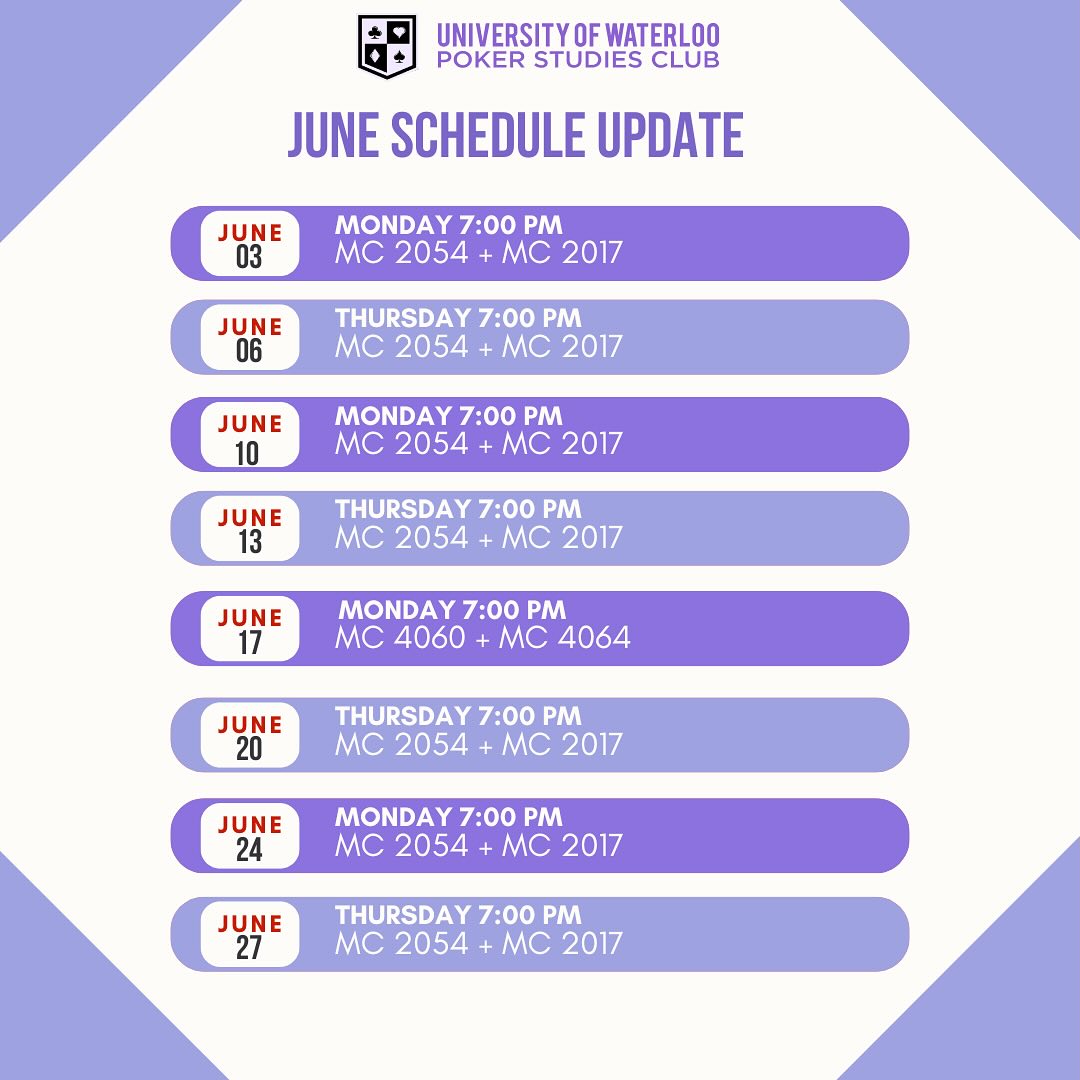 UNIVERSITY OF WATERLOO
POKER STUDIES CLUB
JUNE SCHEDULE UPDATE
JUNE
03
MONDAY 7:00 PM
MC 2054 + MC 2017
JUNE
06
THURSDAY 7:00 PM
MC 2054 + MC 2017
JUNE
10
MONDAY 7:00 PM
MC 2054 + MC 2017
JUNE
13
THURSDAY 7:00 PM
MC 2054 + MC 2017
JUNE
17
MONDAY 7:00 PM
MC 4060 + MC 4064
JUNE
20
THURSDAY 7:00 PM
MC 2054 + MC 2017
JUNE
24
MONDAY 7:00 PM
MC 2054 + MC 2017
JUNE
27
THURSDAY 7:00 PM
MC 2054 + MC 2017